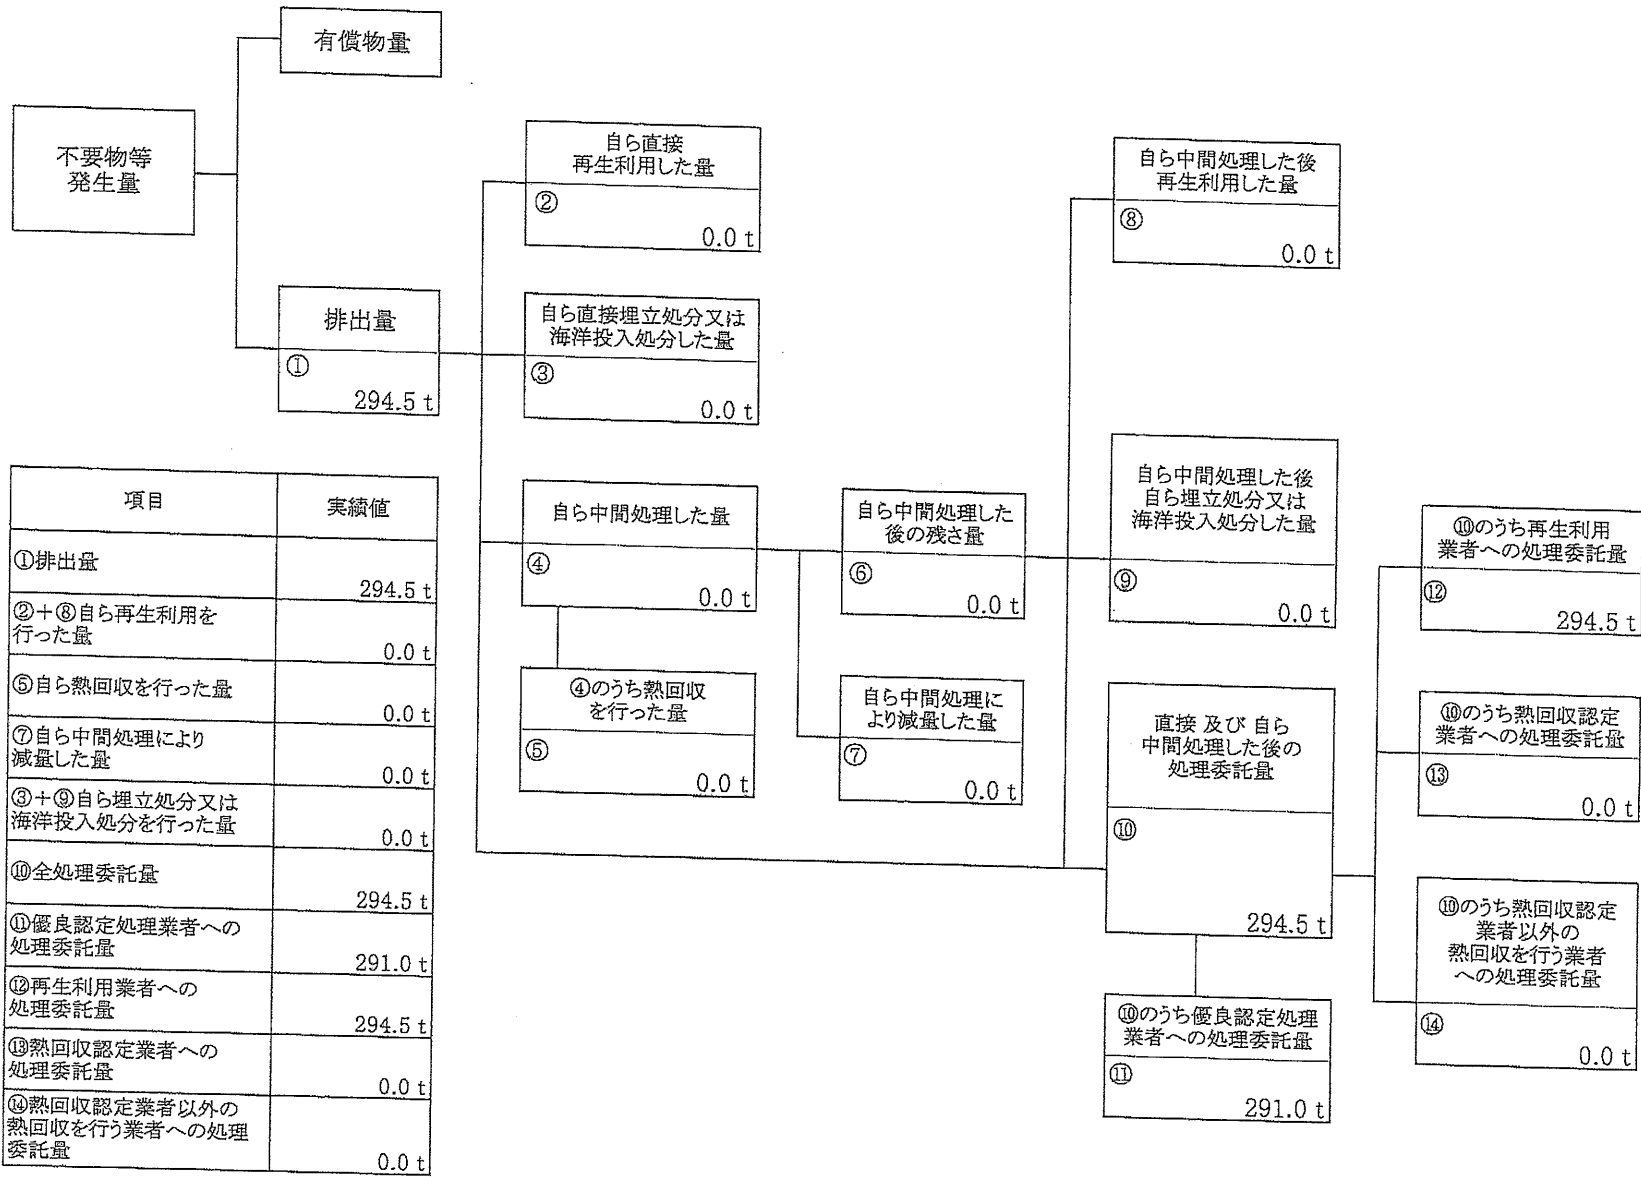 有償物量
不要物等
発生量
排出量
①
294.5 t
自ら直接
再生利用した量
②
0.0 t
自ら直接埋立処分又は
海洋投入処分した量
③
0.0 t
自ら中間処理した量
④
0.0 t
④のうち熱回収
を行った量
⑤
0.0 t
自ら中間処理した
後の残さ量
⑥
0.0 t
自ら中間処理に
より減量した量
⑦
0.0 t
自ら中間処理した後
再生利用した量
⑧
0.0 t
自ら中間処理した後
自ら埋立処分又は
海洋投入処分した量
⑨
0.0 t
直接 及び 自ら
中間処理した後の
処理委託量
⑩
294.5 t
⑩のうち優良認定処理
業者への処理委託量
⑪
291.0 t
⑩のうち再生利用
業者への処理委託量
⑫
294.5 t
⑩のうち熱回収認定
業者への処理委託量
⑬
0.0 t
⑩のうち熱回収認定
業者以外の
熱回収を行う業者
への処理委託量
⑭
0.0 t
項目 実績値
①排出量
294.5 t
②＋⑧自ら再生利用を
行った量
0.0 t
⑤自ら熱回収を行った量
0.0 t
⑦自ら中間処理により
減量した量
0.0 t
③＋⑨自ら埋立処分又は
海洋投入処分を行った量
0.0 t
⑩全処理委託量
294.5 t
⑪優良認定処理業者への
処理委託量
291.0 t
⑫再生利用業者への
処理委託量
294.5 t
⑬熱回収認定業者への
処理委託量
0.0 t
⑭熱回収認定業者以外の
熱回収を行う業者への処理
委託量
0.0 t